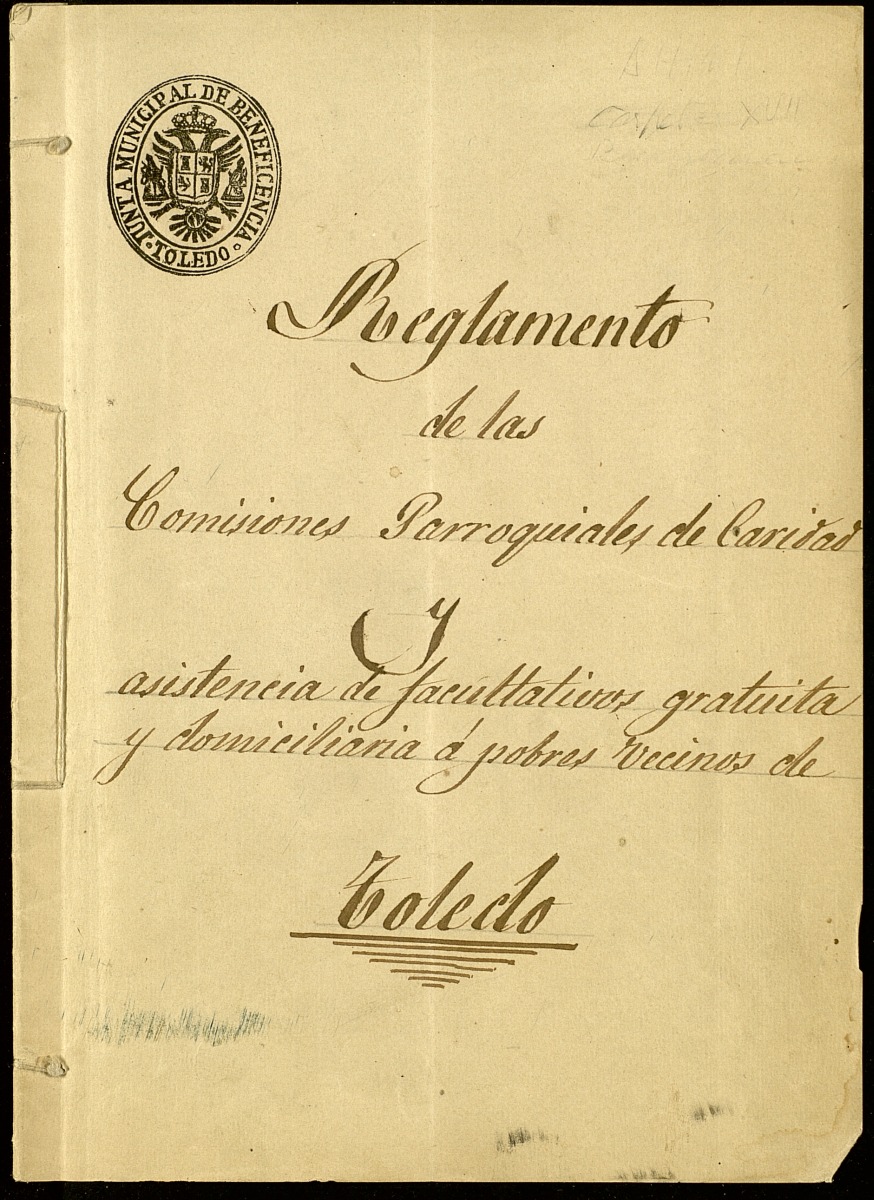 JUNTA MUNICIPAL DE BENEFICENCIA
TOLEDO
Reglamento
de las
Comisiones Parroquiales de Caridad
Y
asistencia de facultativos gratuita
y domiciliaria á pobres vecinos de
Toledo